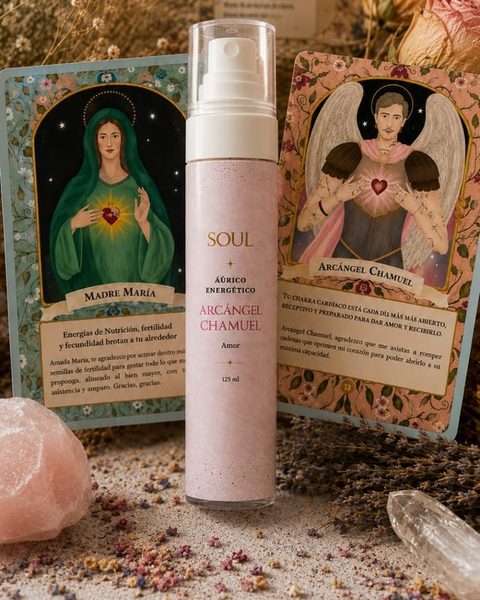 MADRE MARÍA
Energías de Nutrición, fertilidad
y fecundidad brotan a tu alrededor
Amada María, te agradezco por activar dentro mi
semillas de fertilidad para gestar todo lo que me
proponga, alineado al bien mayor, con tu
asistencia y amparo. Gracias, gracias.
SOUL
AÚRICO
ENERGÉTICO
ARCÁNGEL
CHAMUEL
Amor
125 ml
ARCÁNGEL CHAMUEL
TU CHAKRA CARDÍACO ESTÁ CADA DÍA MÁS MÁS ABIERTO,
RECEPTIVO Y PREPARADO PARA DAR AMOR Y RECIBIRLO.
Arcángel Chamuel, agradezco que me asistas a romper
cadenas que oprimen mi corazón para poder abrirlo a su
máxima capacidad.